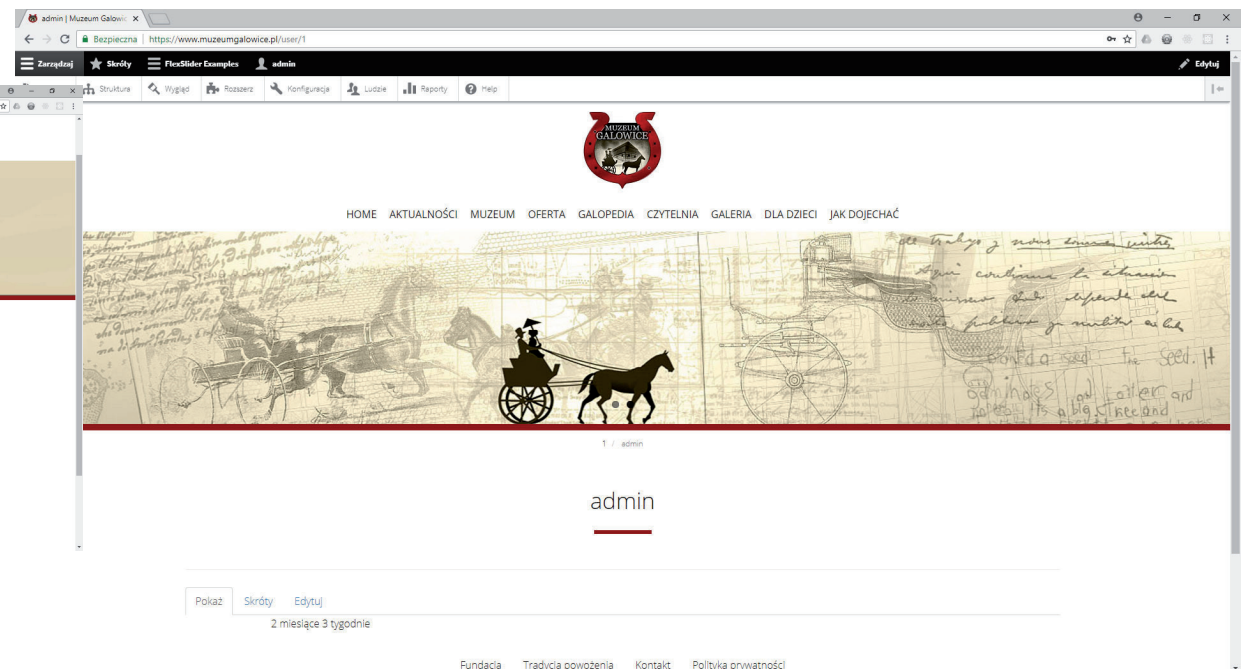 admin | Muzeum Galowic
Bezpieczna | https://www.muzeumgalowice.pl/user/1
Zarządzaj Skróty FlexSlider Examples admin Edytuj
Struktura Wygląd Rozszerz Konfiguracja Ludzie Raporty Help
MUZEUM
GALOWICE
HOME AKTUALNOŚCI MUZEUM OFERTA GALOPEDIA CZYTELNIA GALERIA DLA DZIECI JAK DOJECHAĆ
1 / admin
admin
Pokaż Skróty Edytuj
2 miesiące 3 tygodnie
Fundacja Tradycja powożenia Kontakt Polityka prywatności